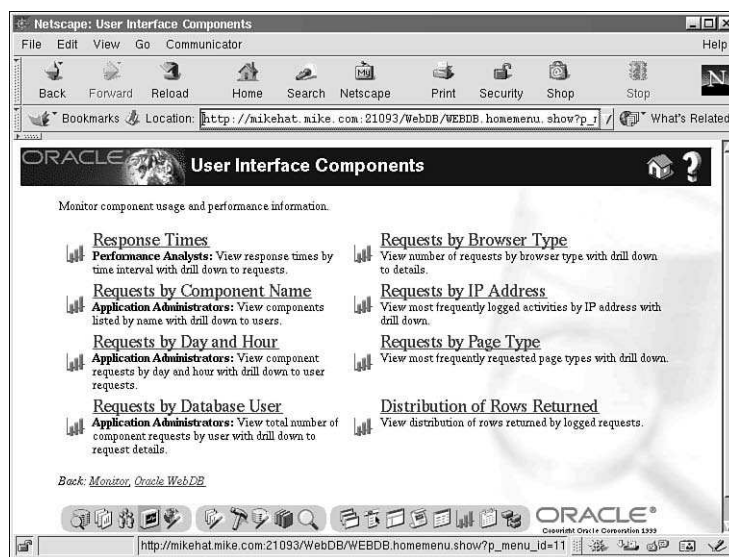 Netscape: User Interface Components
File Edit View Go Communicator Help
Back Forward Reload Home Search Netscape Print Security Shop Stop
My
N
Bookmarks Location: http://mikehat.mike.com:21093/WebDB/WEBDB.homemenu.show?p_ What's Related
ORACLE User Interface Components
Monitor component usage and performance information.
Response Times
Performance Analysts: View response times by
time interval with drill down to requests.
Requests by Component Name
Application Administrators: View components
listed by name with drill down to users.
Requests by Day and Hour
Application Administrators: View component
requests by day and hour with drill down to user
requests.
Requests by Database User
Application Administrators: View total number of
component requests by user with drill down to
request details.
Requests by Browser Type
View number of requests by browser type with drill down
to details.
Requests by IP Address
View most frequently logged activities by IP address with
drill down.
Requests by Page Type
View most frequently requested page types with drill down.
Distribution of Rows Returned
View distribution of rows returned by logged requests.
Back: Monitor, Oracle WebDB
ORACLE®
Copyright Oracle Corporation 1999
http://mikehat.mike.com:21093/WebDB/WEBDB.homemenu.show?p_menu_id=11